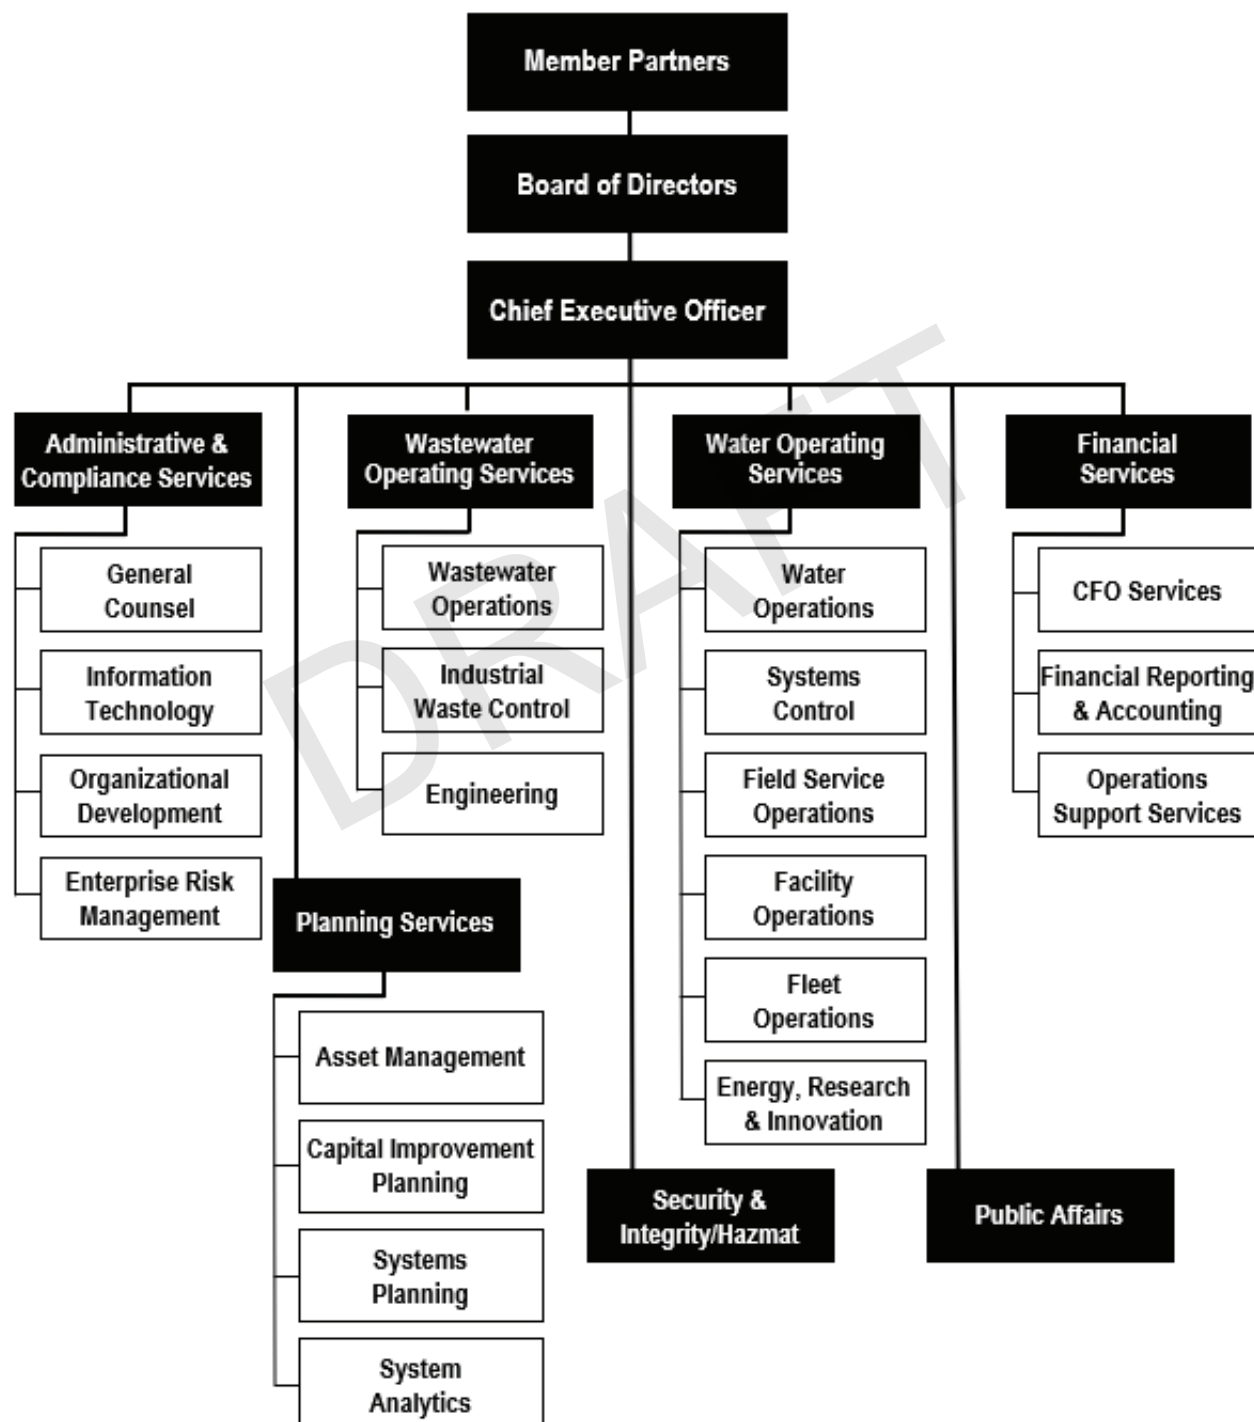 Member Partners
Board of Directors
Chief Executive Officer
Administrative &
Compliance Services
General
Counsel
Information
Technology
Organizational
Development
Enterprise Risk
Management
Planning Services
Asset Management
Capital Improvement
Planning
Systems
Planning
System
Analytics
Wastewater
Operating Services
Wastewater
Operations
Industrial
Waste Control
Engineering
Water Operating
Services
Water
Operations
Systems
Control
Field Service
Operations
Facility
Operations
Fleet
Operations
Energy, Research
& Innovation
Security &
Integrity/Hazmat
Public Affairs
Financial
Services
CFO Services
Financial Reporting
& Accounting
Operations
Support Services
DRAFT